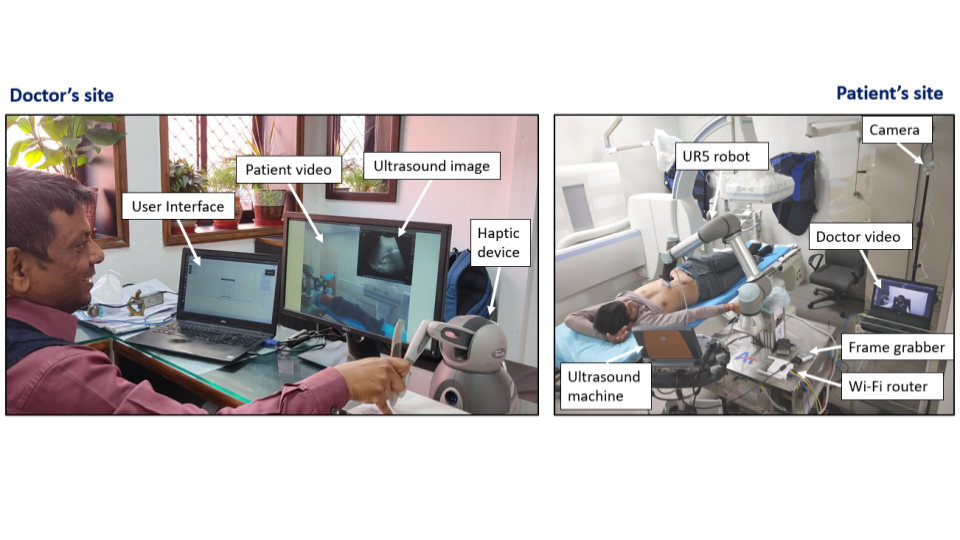 Doctor's site
Patient's site
Camera
UR5 robot
Patient video
Ultrasound image
User Interface
Haptic
device
Doctor video
Frame grabber
Ultrasound
machine
Wi-Fi router